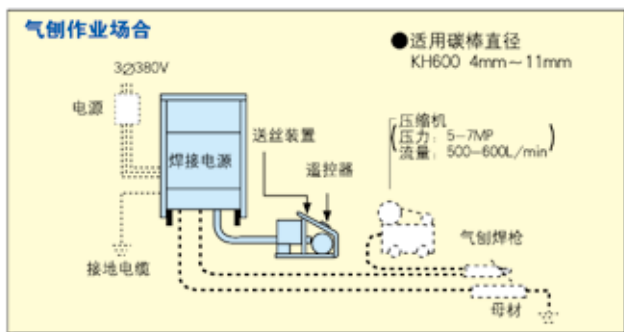 气刨作业场合
●适用碳棒直径
KH600 4mm~11mm
3∅380V
电源
焊接电源
送丝装置
遥控器
压缩机
压力: 5-7MP
流量: 500-600L/min
接地电缆
气刨焊枪
母材